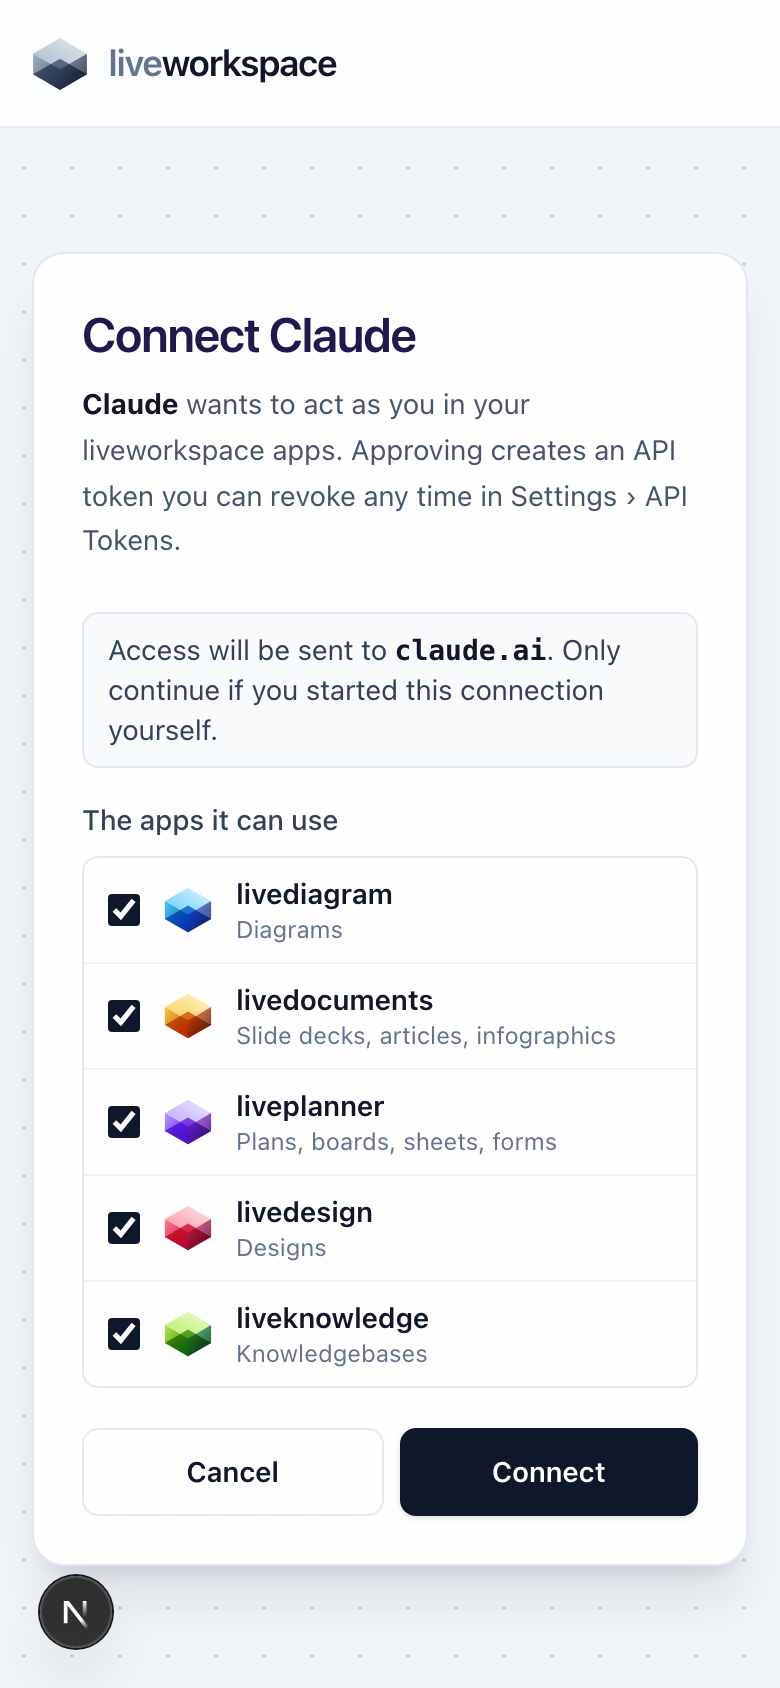 liveworkspace
Connect Claude
Claude wants to act as you in your
liveworkspace apps. Approving creates an API
token you can revoke any time in Settings › API
Tokens.
Access will be sent to claude.ai. Only
continue if you started this connection
yourself.
The apps it can use
livediagram
Diagrams
livedocuments
Slide decks, articles, infographics
liveplanner
Plans, boards, sheets, forms
livedesign
Designs
liveknowledge
Knowledgebases
Cancel Connect
N